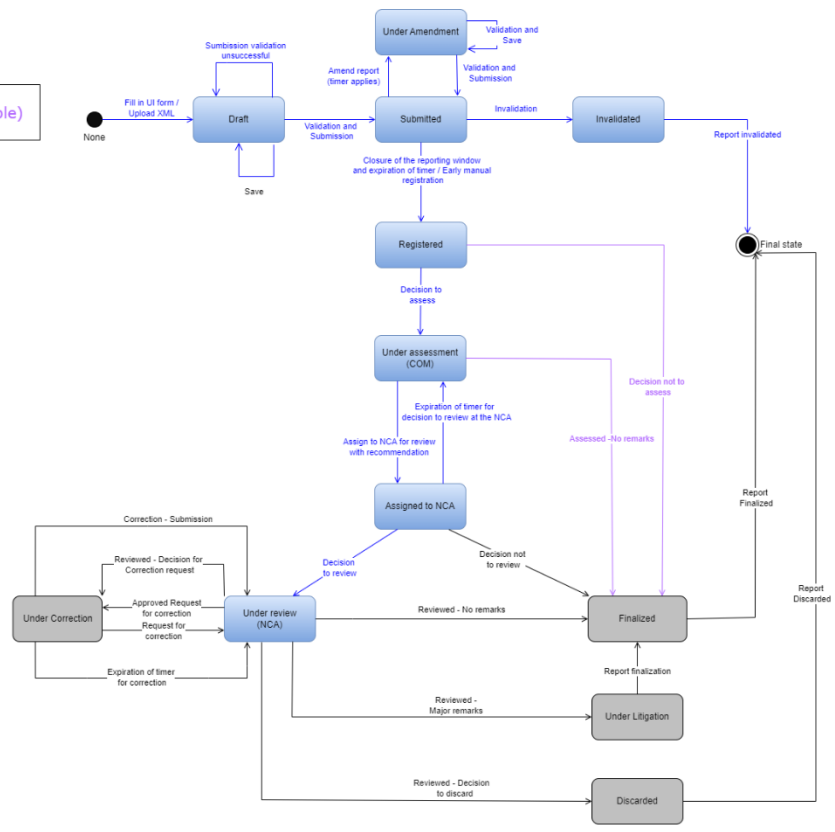 Under Amendment
Validation and
Save
Sumbission validation
unsuccessful
Amend report
(timer applies)
Validation and
Submission
ple)
Fill in UI form /
Upload XML
None
Draft
Validation and
Submission
Submitted
Invalidation
Invalidated
Report invalidated
Save
Closure of the reporting window
and expiration of timer / Early manual
registration
Registered
Final state
Decision to
assess
Under assessment
(COM)
Decision not to
assess
Expiration of timer for
decision to review at the NCA
Assign to NCA for review
with recommendation
Assessed -No remarks
Assigned to NCA
Report
Finalized
Correction - Submission
Reviewed - Decision for
Correction request
Decision
to review
Decision not
to review
Report
Discarded
Under Correction
Approved Request
for correction
Request for
correction
Under review
(NCA)
Reviewed - No remarks
Finalized
Expiration of timer
for correction
Report finalization
Reviewed -
Major remarks
Under Litigation
Reviewed - Decision
to discard
Discarded